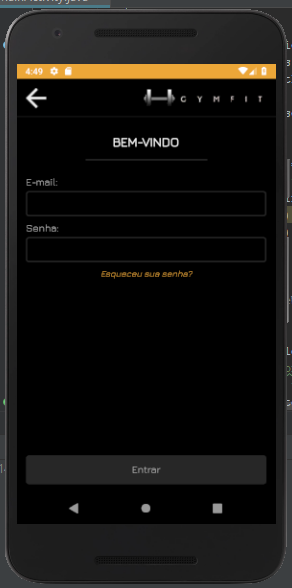 4:49
GYMFIT
BEM-VINDO
E-mail:
Senha:
Esqueceu sua senha?
Entrar